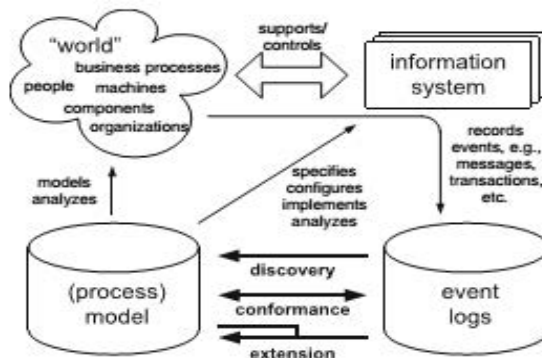 “world”
business processes
people machines
components
organizations
supports/
controls
information
system
models
analyzes
specifies
configures
implements
analyzes
records
events, e.g.,
messages,
transactions,
etc.
(process)
model
discovery
conformance
extension
event
logs